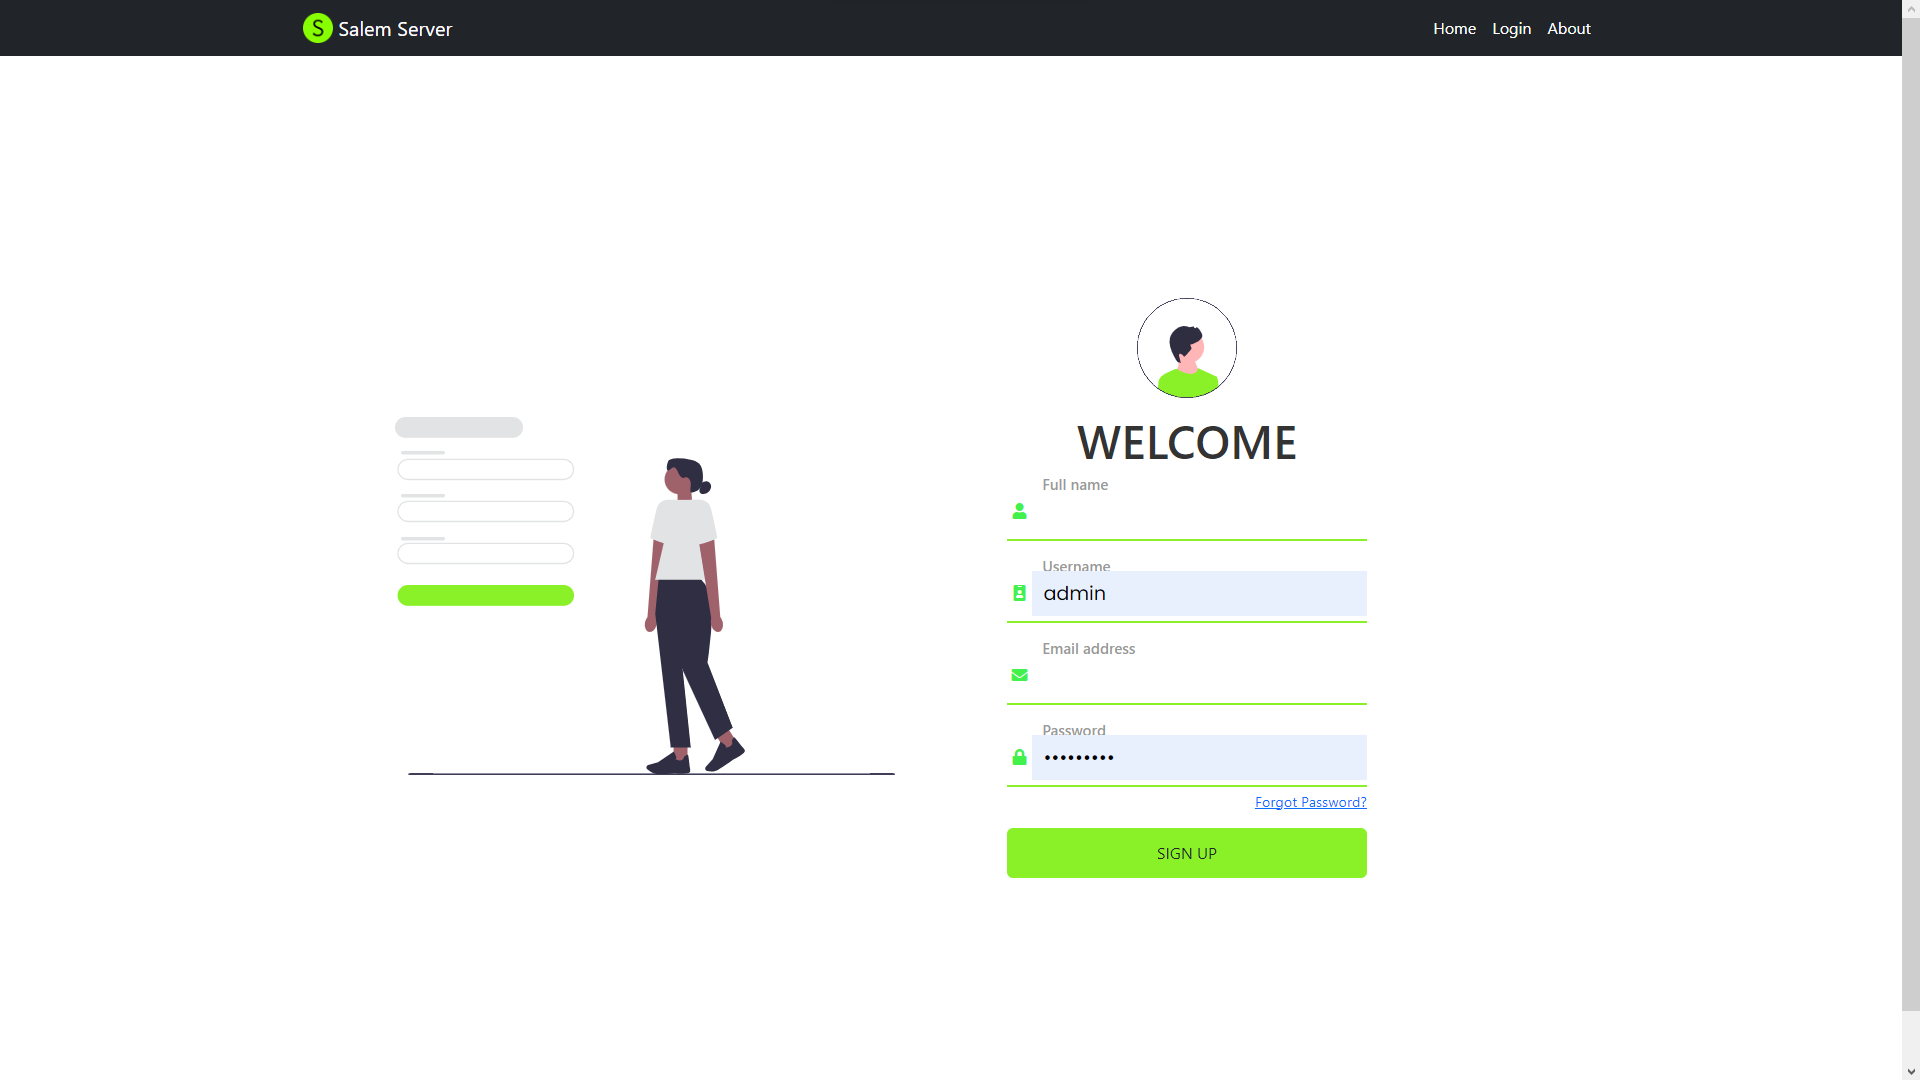 S Salem Server
Home Login About
WELCOME
Full name
Username
admin
Email address
Password
•••••••••
Forgot Password?
SIGN UP